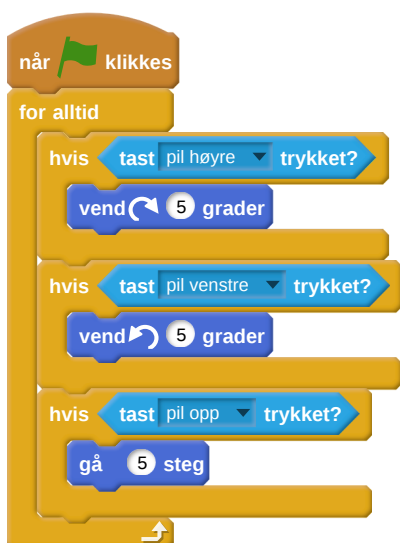 når klikkes
for alltid
hvis tast pil høyre trykket?
vend 5 grader
hvis tast pil venstre trykket?
vend 5 grader
hvis tast pil opp trykket?
gå 5 steg